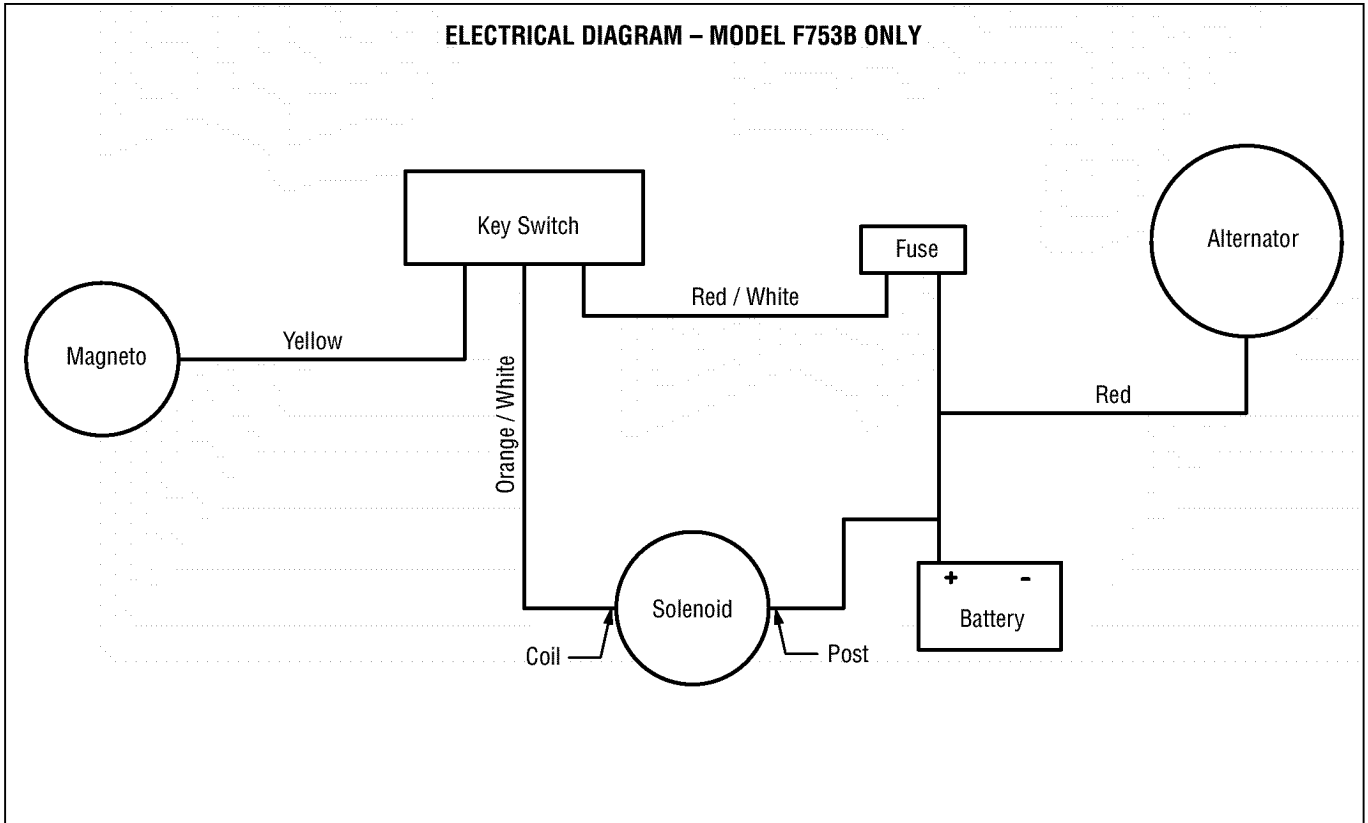 ELECTRICAL DIAGRAM – MODEL F753B ONLY
Key Switch
Fuse
Alternator
Red / White
Yellow
Magneto
Orange / White
Red
+ -
Solenoid
Battery
Coil
Post